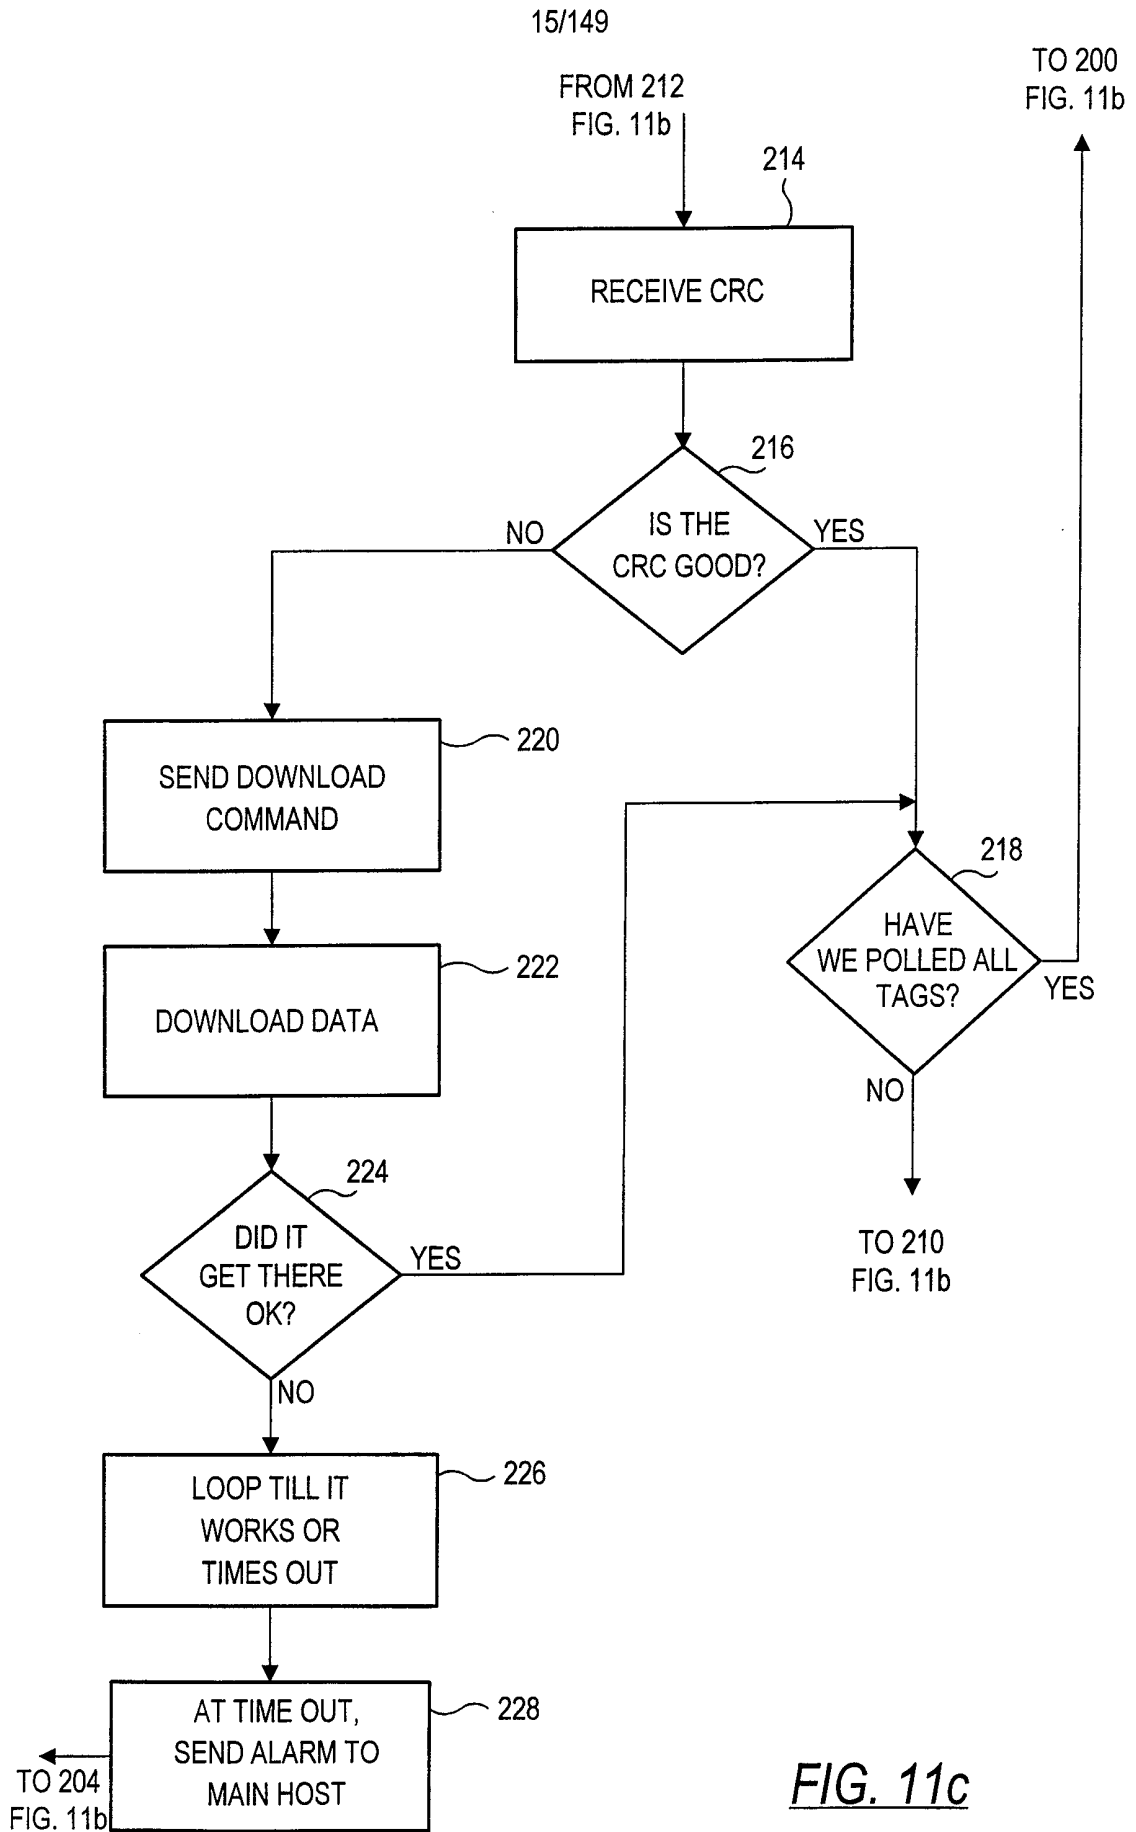 15/149
FROM 212
FIG. 11b
TO 200
FIG. 11b
214
RECEIVE CRC
216
IS THE
CRC GOOD?
NO
YES
220
SEND DOWNLOAD
COMMAND
218
HAVE
WE POLLED ALL
TAGS?
YES
NO
222
DOWNLOAD DATA
224
DID IT
GET THERE
OK?
YES
NO
TO 210
FIG. 11b
226
LOOP TILL IT
WORKS OR
TIMES OUT
228
AT TIME OUT,
SEND ALARM TO
MAIN HOST
TO 204
FIG. 11b
FIG. 11c